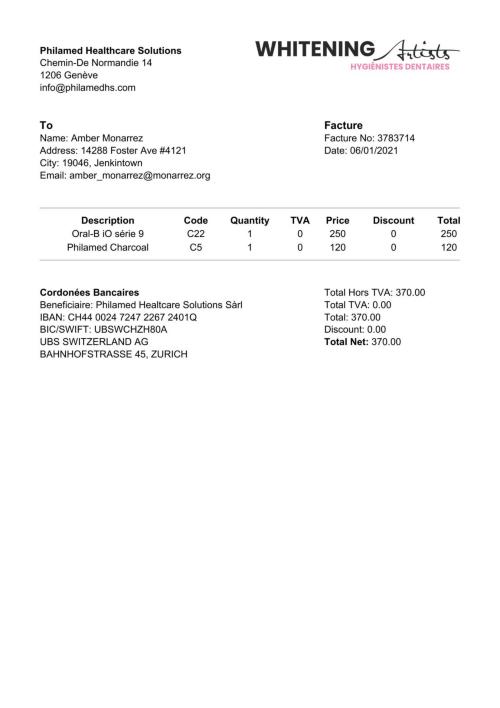 Philamed Healthcare Solutions
Chemin-De Normandie 14
1206 Genève
info@philamedhs.com
WHITENING Artists
HYGIÉNISTES DENTAIRES
To
Name: Amber Monarrez
Address: 14288 Foster Ave #4121
City: 19046, Jenkintown
Email: amber_monarrez@monarrez.org
Facture
Facture No: 3783714
Date: 06/01/2021
Description Code Quantity TVA Price Discount Total
Oral-B iO série 9 C22 1 0 250 0 250
Philamed Charcoal C5 1 0 120 0 120
Cordonées Bancaires
Beneficiaire: Philamed Healtcare Solutions Sàrl
IBAN: CH44 0024 7247 2267 2401Q
BIC/SWIFT: UBSWCHZH80A
UBS SWITZERLAND AG
BAHNHOFSTRASSE 45, ZURICH
Total Hors TVA: 370.00
Total TVA: 0.00
Total: 370.00
Discount: 0.00
Total Net: 370.00